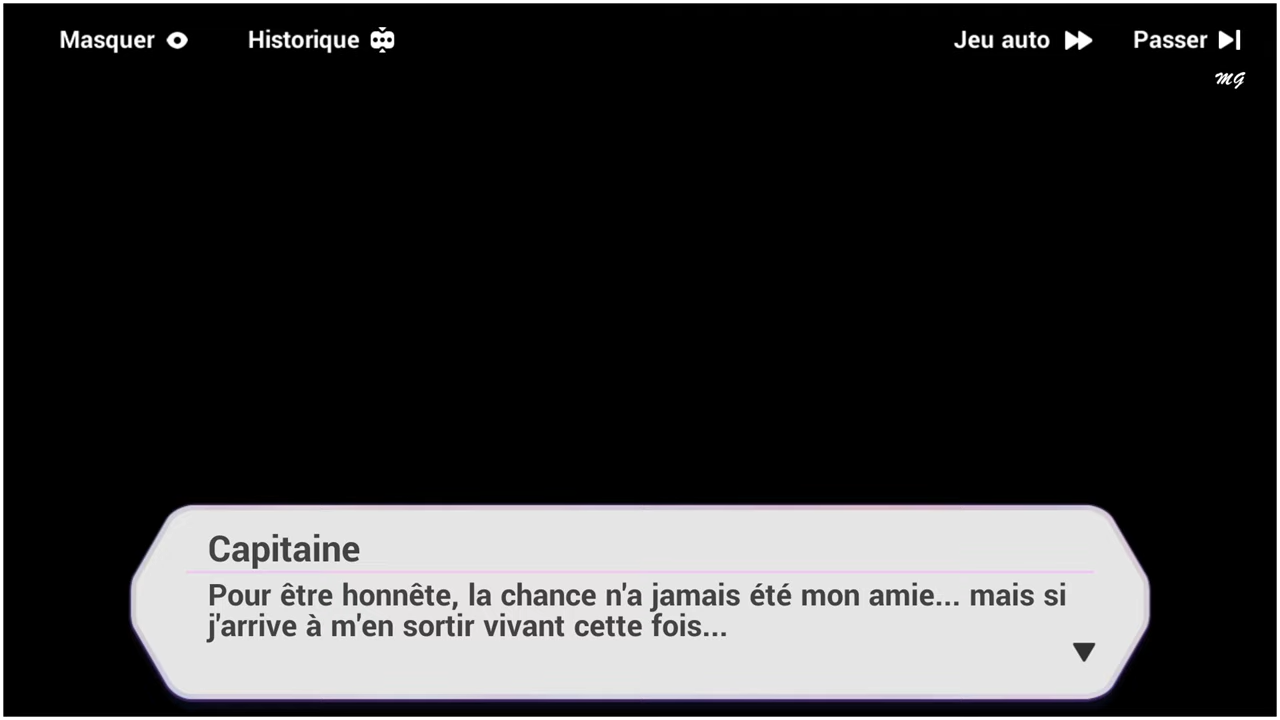 Masquer
Historique
Jeu auto
Passer
MG
Capitaine
Pour être honnête, la chance n'a jamais été mon amie... mais si
j'arrive à m'en sortir vivant cette fois...